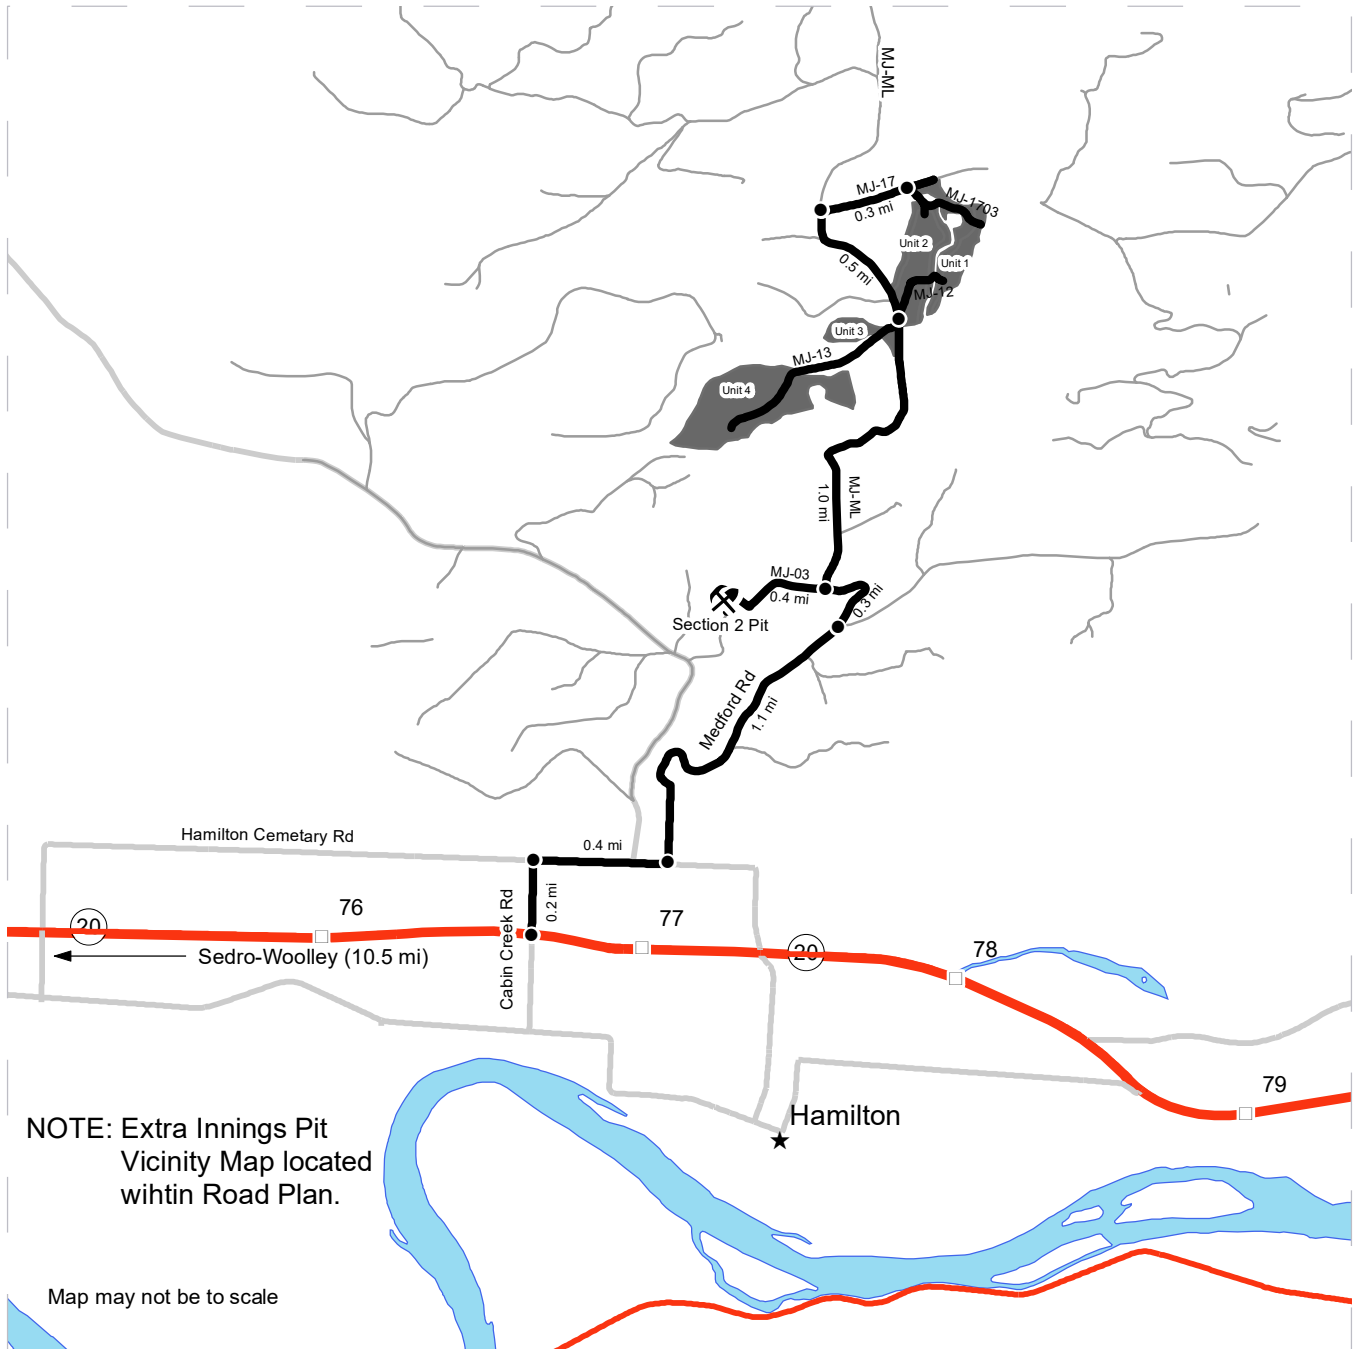 MJ-ML
MJ-17
0.3 mi
MJ-1703
Unit 2
Unit 1
0.5 mi
MJ-12
Unit 3
MJ-13
Unit 4
MJ-ML
1.0 mi
MJ-03
0.4 mi
0.3 mi
Section 2 Pit
Medford Rd
1.1 mi
Hamilton Cemetary Rd
0.4 mi
0.2 mi
Cabin Creek Rd
76
77
20
20
78
Sedro-Woolley (10.5 mi)
79
Hamilton
NOTE: Extra Innings Pit
Vicinity Map located
wihtin Road Plan.
Map may not be to scale